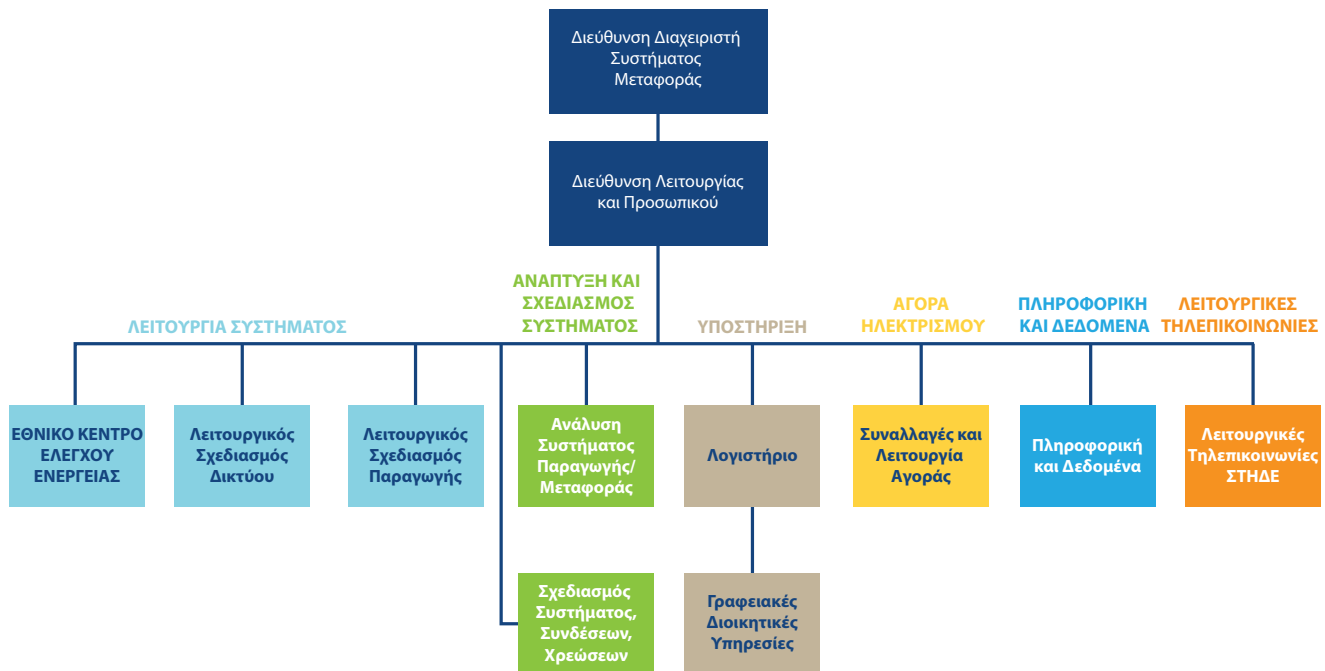 Διεύθυνση Διαχειριστή
Συστήματος
Μεταφοράς
Διεύθυνση Λειτουργίας
και Προσωπικού
ΛΕΙΤΟΥΡΓΙΑ ΣΥΣΤΗΜΑΤΟΣ
ΑΝΑΠΤΥΞΗ ΚΑΙ
ΣΧΕΔΙΑΣΜΟΣ
ΣΥΣΤΗΜΑΤΟΣ
ΥΠΟΣΤΗΡΙΞΗ
ΑΓΟΡΑ
ΗΛΕΚΤΡΙΣΜΟΥ
ΠΛΗΡΟΦΟΡΙΚΗ
ΚΑΙ ΔΕΔΟΜΕΝΑ
ΛΕΙΤΟΥΡΓΙΚΕΣ
ΤΗΛΕΠΙΚΟΙΝΩΝΙΕΣ
ΕΘΝΙΚΟ ΚΕΝΤΡΟ
ΕΛΕΓΧΟΥ
ΕΝΕΡΓΕΙΑΣ
Λειτουργικός
Σχεδιασμός
Δικτύου
Λειτουργικός
Σχεδιασμός
Παραγωγής
Ανάλυση
Συστήματος
Παραγωγής/
Μεταφοράς
Λογιστήριο
Συναλλαγές και
Λειτουργία
Αγοράς
Πληροφορική
και Δεδομένα
Λειτουργικές
Τηλεπικοινωνίες
ΣΤΗΔΕ
Σχεδιασμός
Συστήματος,
Συνδέσεων,
Χρεώσεων
Γραφειακές
Διοικητικές
Υπηρεσίες